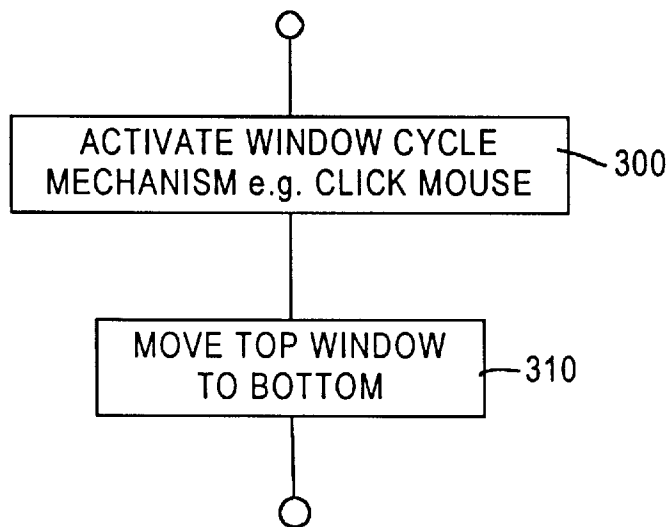 ACTIVATE WINDOW CYCLE
MECHANISM e.g. CLICK MOUSE
300
MOVE TOP WINDOW
TO BOTTOM
310